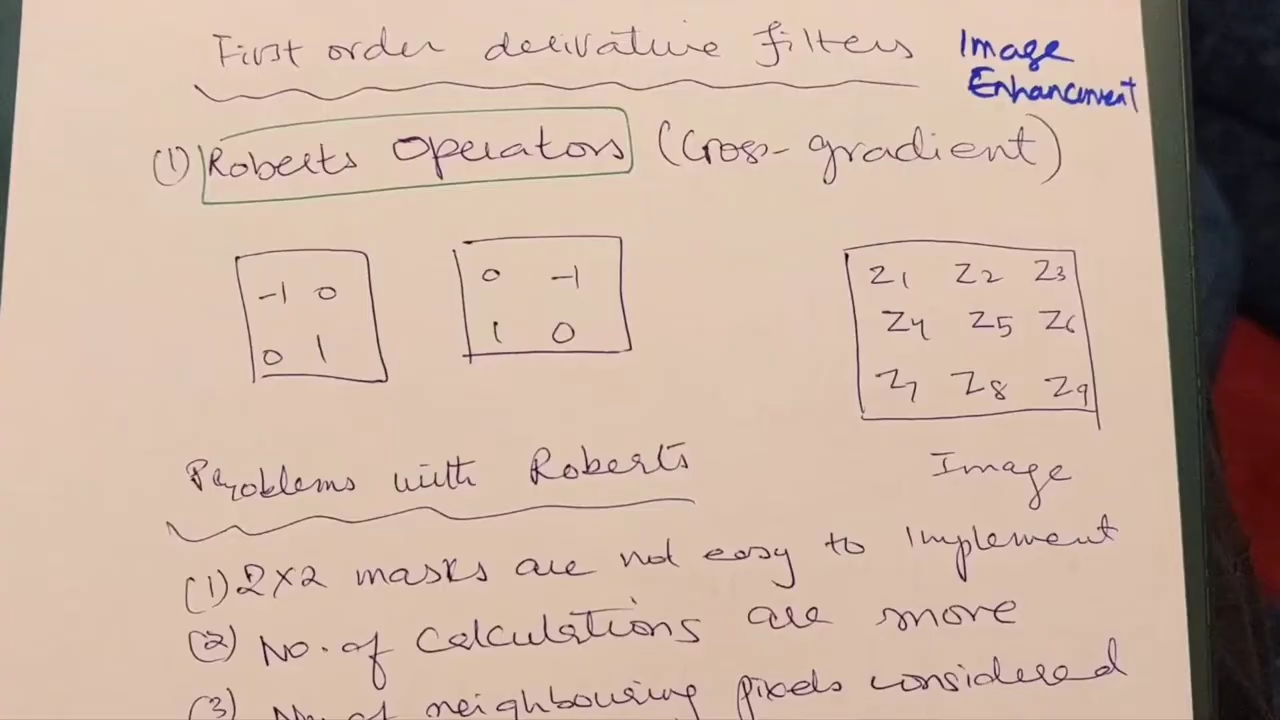 First order derivative filters
Image
Enhancement
(1) Roberts Operators (Cross-gradient)
-1 0
0 1
0 -1
1 0
Z1 Z2 Z3
Z4 Z5 Z6
Z7 Z8 Z9
Image
Problems with Roberts
(1) 2x2 masks are not easy to implement
(2) No. of calculations are more
(3) No. of neighbouring pixels considered